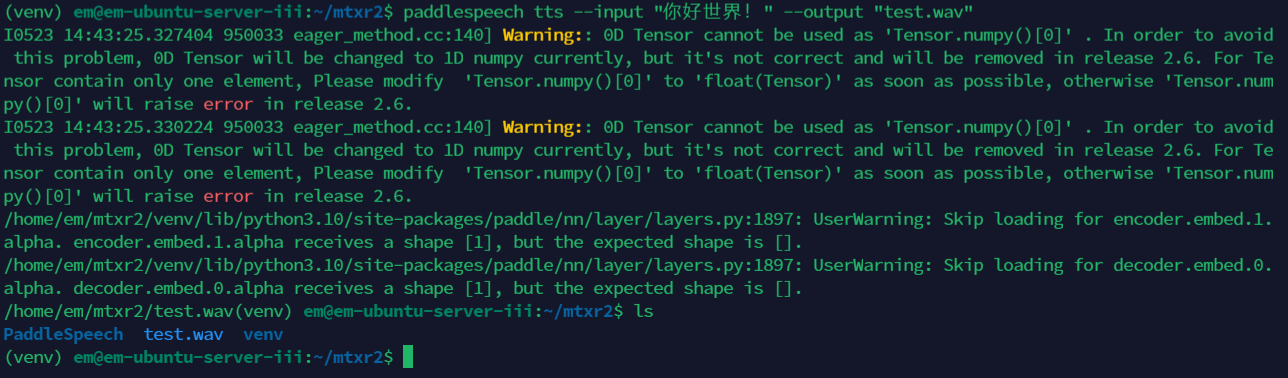 (venv) em@em-ubuntu-server-iii:~/mtxr2$ paddlespeech tts --input "你好世界！" --output "test.wav"
I0523 14:43:25.327404 950033 eager_method.cc:140] Warning:: 0D Tensor cannot be used as 'Tensor.numpy()[0]' . In order to avoid
 this problem, 0D Tensor will be changed to 1D numpy currently, but it's not correct and will be removed in release 2.6. For Te
nsor contain only one element, Please modify  'Tensor.numpy()[0]' to 'float(Tensor)' as soon as possible, otherwise 'Tensor.num
py()[0]' will raise error in release 2.6.
I0523 14:43:25.330224 950033 eager_method.cc:140] Warning:: 0D Tensor cannot be used as 'Tensor.numpy()[0]' . In order to avoid
 this problem, 0D Tensor will be changed to 1D numpy currently, but it's not correct and will be removed in release 2.6. For Te
nsor contain only one element, Please modify  'Tensor.numpy()[0]' to 'float(Tensor)' as soon as possible, otherwise 'Tensor.num
py()[0]' will raise error in release 2.6.
/home/em/mtxr2/venv/lib/python3.10/site-packages/paddle/nn/layer/layers.py:1897: UserWarning: Skip loading for encoder.embed.1.
alpha. encoder.embed.1.alpha receives a shape [1], but the expected shape is [].
/home/em/mtxr2/venv/lib/python3.10/site-packages/paddle/nn/layer/layers.py:1897: UserWarning: Skip loading for decoder.embed.0.
alpha. decoder.embed.0.alpha receives a shape [1], but the expected shape is [].
/home/em/mtxr2/test.wav(venv) em@em-ubuntu-server-iii:~/mtxr2$ ls
PaddleSpeech  test.wav  venv
(venv) em@em-ubuntu-server-iii:~/mtxr2$